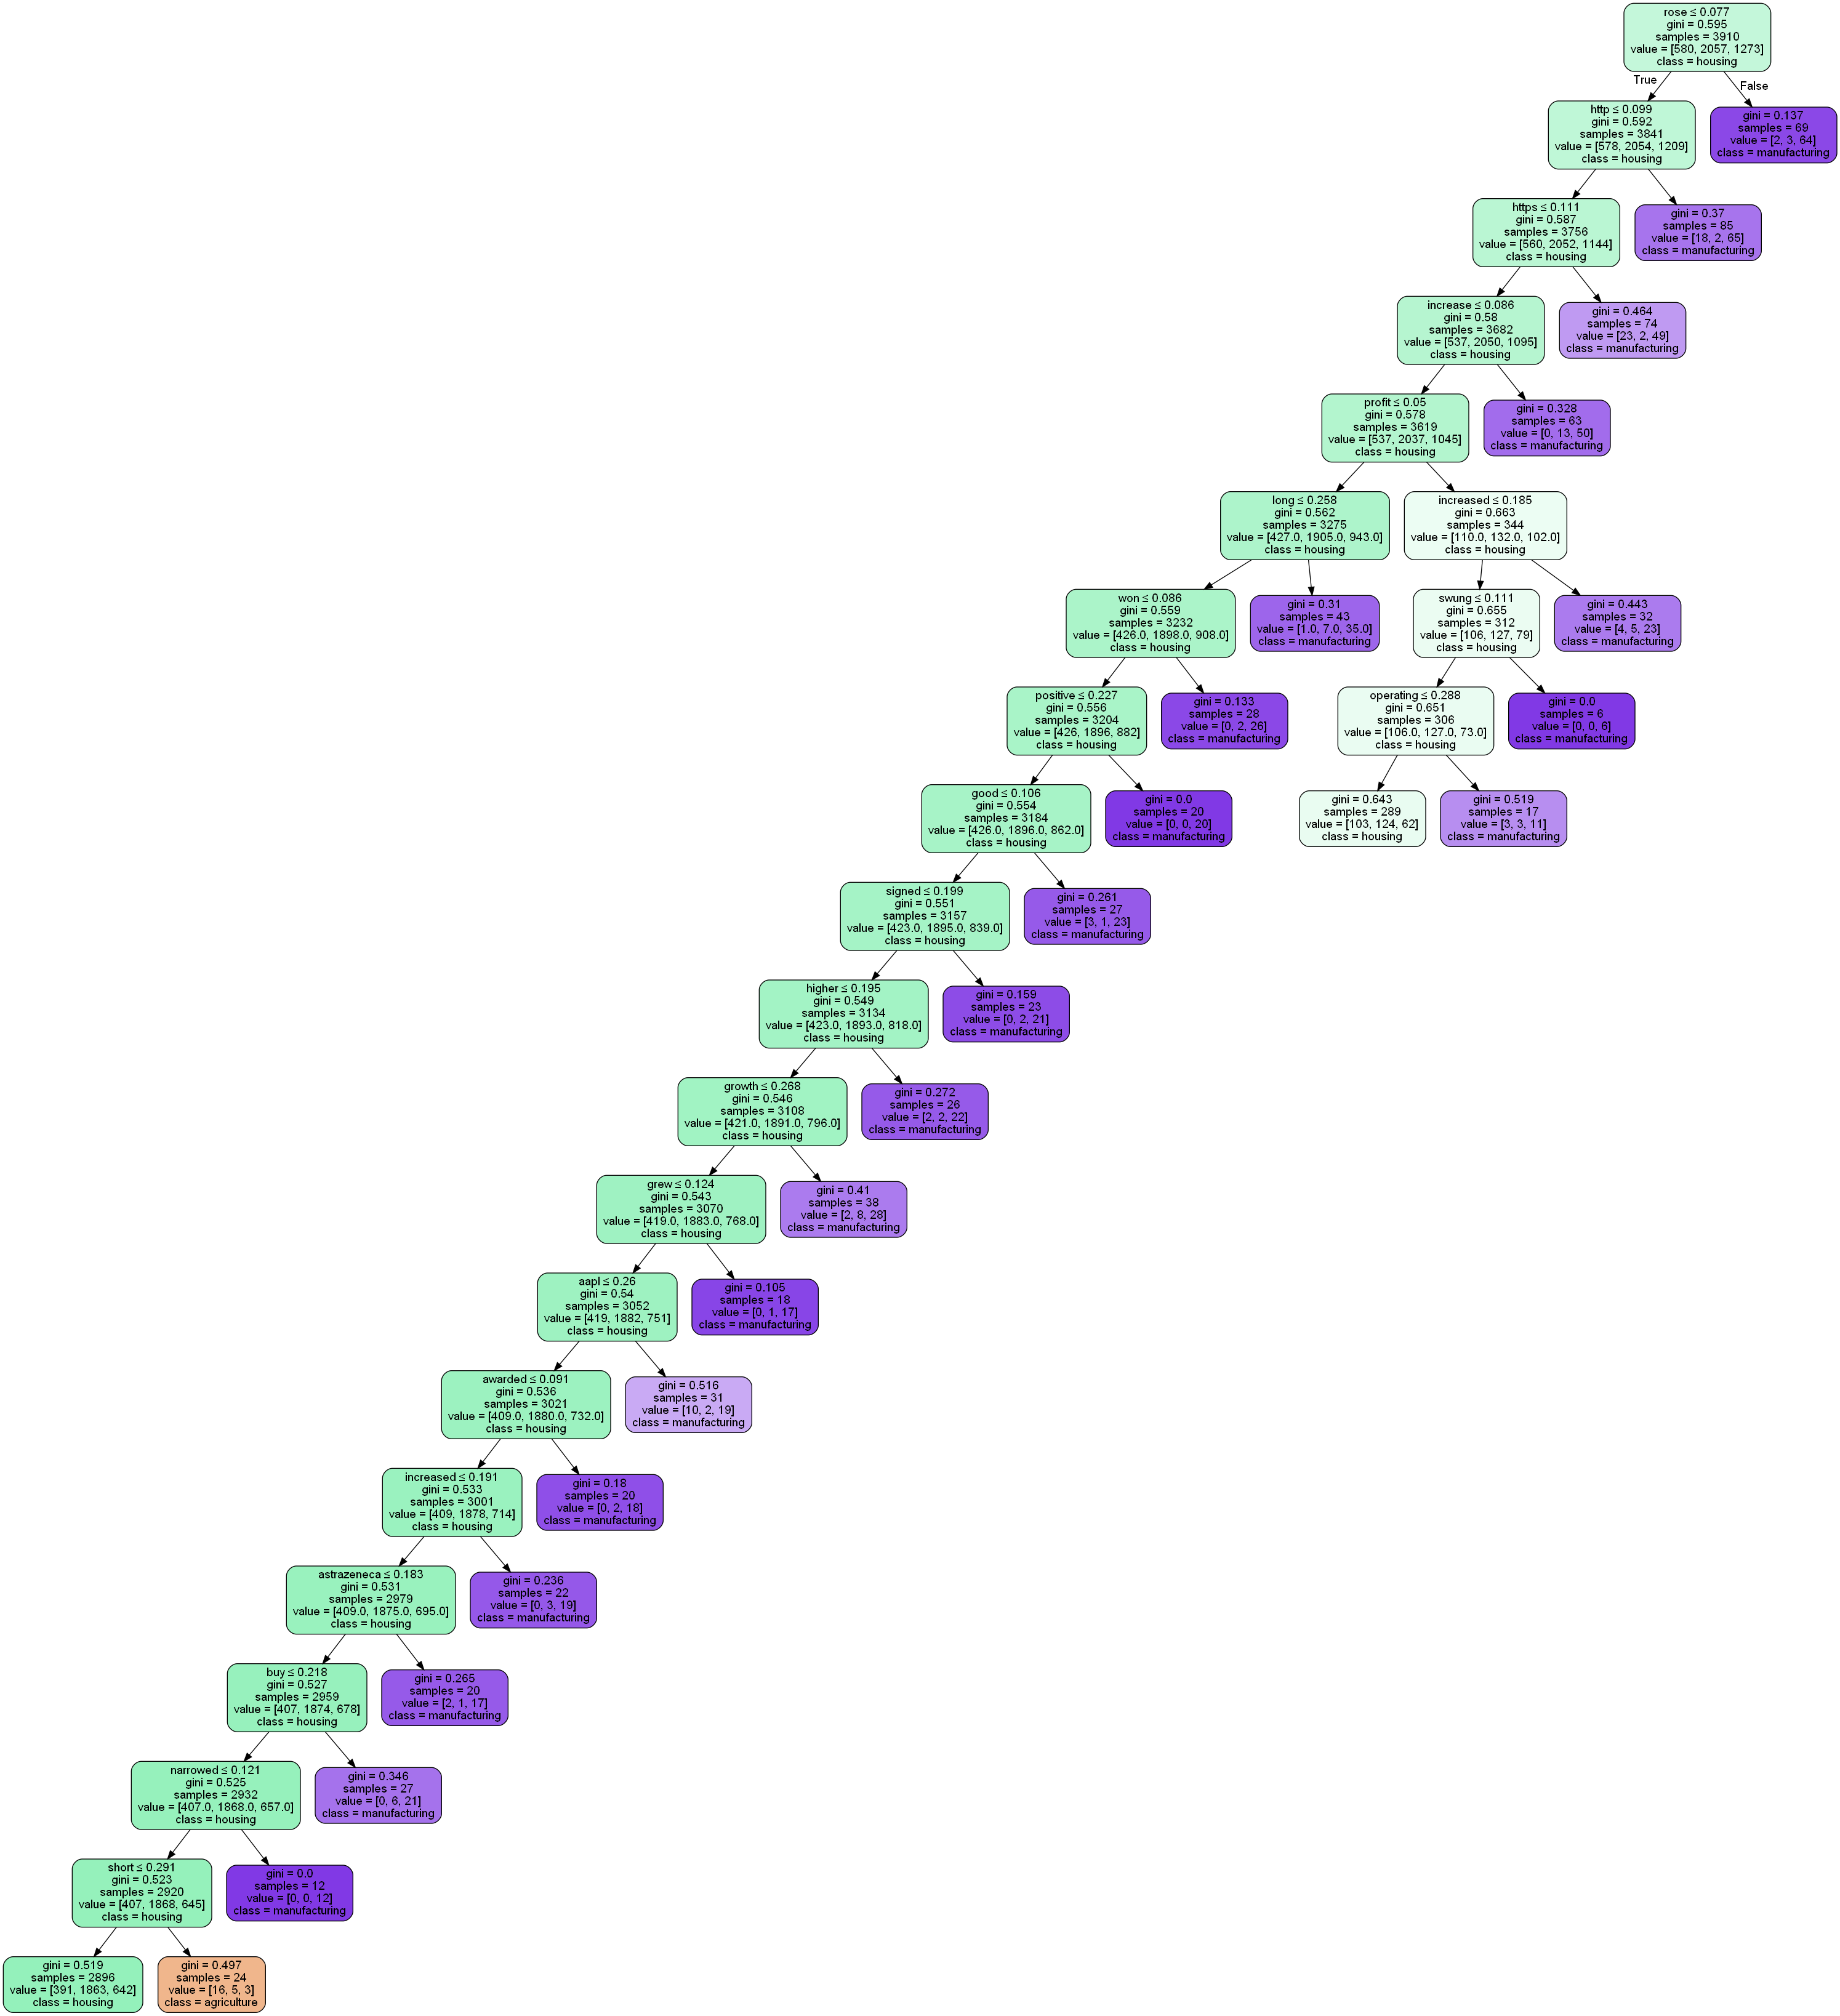 rose ≤ 0.077
gini = 0.595
samples = 3910
value = [580, 2057, 1273]
class = housing
True
False
http ≤ 0.099
gini = 0.592
samples = 3841
value = [578, 2054, 1209]
class = housing
gini = 0.137
samples = 69
value = [2, 3, 64]
class = manufacturing
https ≤ 0.111
gini = 0.587
samples = 3756
value = [560, 2052, 1144]
class = housing
gini = 0.37
samples = 85
value = [18, 2, 65]
class = manufacturing
increase ≤ 0.086
gini = 0.58
samples = 3682
value = [537, 2050, 1095]
class = housing
gini = 0.464
samples = 74
value = [23, 2, 49]
class = manufacturing
profit ≤ 0.05
gini = 0.578
samples = 3619
value = [537, 2037, 1045]
class = housing
gini = 0.328
samples = 63
value = [0, 13, 50]
class = manufacturing
long ≤ 0.258
gini = 0.562
samples = 3275
value = [427.0, 1905.0, 943.0]
class = housing
increased ≤ 0.185
gini = 0.663
samples = 344
value = [110.0, 132.0, 102.0]
class = housing
won ≤ 0.086
gini = 0.559
samples = 3232
value = [426.0, 1898.0, 908.0]
class = housing
gini = 0.31
samples = 43
value = [1.0, 7.0, 35.0]
class = manufacturing
swung ≤ 0.111
gini = 0.655
samples = 312
value = [106, 127, 79]
class = housing
gini = 0.443
samples = 32
value = [4, 5, 23]
class = manufacturing
positive ≤ 0.227
gini = 0.556
samples = 3204
value = [426, 1896, 882]
class = housing
gini = 0.133
samples = 28
value = [0, 2, 26]
class = manufacturing
operating ≤ 0.288
gini = 0.651
samples = 306
value = [106.0, 127.0, 73.0]
class = housing
gini = 0.0
samples = 6
value = [0, 0, 6]
class = manufacturing
good ≤ 0.106
gini = 0.554
samples = 3184
value = [426.0, 1896.0, 862.0]
class = housing
gini = 0.0
samples = 20
value = [0, 0, 20]
class = manufacturing
gini = 0.643
samples = 289
value = [103, 124, 62]
class = housing
gini = 0.519
samples = 17
value = [3, 3, 11]
class = manufacturing
signed ≤ 0.199
gini = 0.551
samples = 3157
value = [423.0, 1895.0, 839.0]
class = housing
gini = 0.261
samples = 27
value = [3, 1, 23]
class = manufacturing
higher ≤ 0.195
gini = 0.549
samples = 3134
value = [423.0, 1893.0, 818.0]
class = housing
gini = 0.159
samples = 23
value = [0, 2, 21]
class = manufacturing
growth ≤ 0.268
gini = 0.546
samples = 3108
value = [421.0, 1891.0, 796.0]
class = housing
gini = 0.272
samples = 26
value = [2, 2, 22]
class = manufacturing
grew ≤ 0.124
gini = 0.543
samples = 3070
value = [419.0, 1883.0, 768.0]
class = housing
gini = 0.41
samples = 38
value = [2, 8, 28]
class = manufacturing
aapl ≤ 0.26
gini = 0.54
samples = 3052
value = [419, 1882, 751]
class = housing
gini = 0.105
samples = 18
value = [0, 1, 17]
class = manufacturing
awarded ≤ 0.091
gini = 0.536
samples = 3021
value = [409.0, 1880.0, 732.0]
class = housing
gini = 0.516
samples = 31
value = [10, 2, 19]
class = manufacturing
increased ≤ 0.191
gini = 0.533
samples = 3001
value = [409, 1878, 714]
class = housing
gini = 0.18
samples = 20
value = [0, 2, 18]
class = manufacturing
astrazeneca ≤ 0.183
gini = 0.531
samples = 2979
value = [409.0, 1875.0, 695.0]
class = housing
gini = 0.236
samples = 22
value = [0, 3, 19]
class = manufacturing
buy ≤ 0.218
gini = 0.527
samples = 2959
value = [407, 1874, 678]
class = housing
gini = 0.265
samples = 20
value = [2, 1, 17]
class = manufacturing
narrowed ≤ 0.121
gini = 0.525
samples = 2932
value = [407.0, 1868.0, 657.0]
class = housing
gini = 0.346
samples = 27
value = [0, 6, 21]
class = manufacturing
short ≤ 0.291
gini = 0.523
samples = 2920
value = [407, 1868, 645]
class = housing
gini = 0.0
samples = 12
value = [0, 0, 12]
class = manufacturing
gini = 0.519
samples = 2896
value = [391, 1863, 642]
class = housing
gini = 0.497
samples = 24
value = [16, 5, 3]
class = agriculture